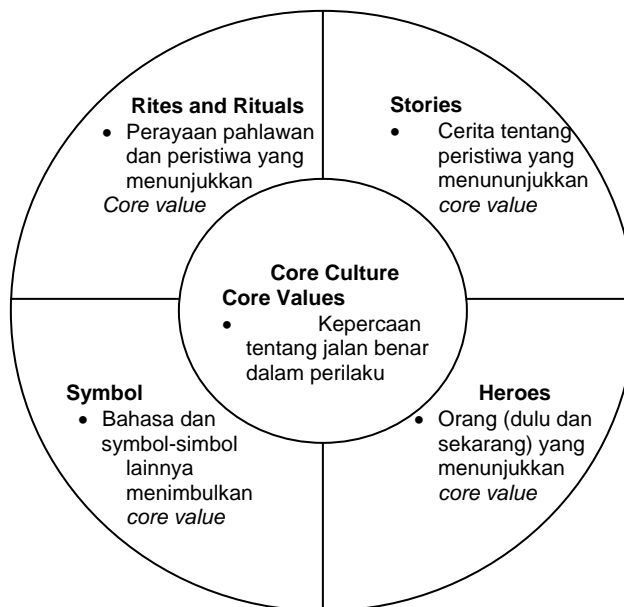 Rites and Rituals
• Perayaan pahlawan
dan peristiwa yang
menunjukkan
Core value
Stories
• Cerita tentang
peristiwa yang
menununjukkan
core value
Core Culture
Core Values
• Kepercaan
tentang jalan benar
dalam perilaku
Symbol
• Bahasa dan
symbol-simbol
lainnya
menimbulkan
core value
Heroes
• Orang (dulu dan
sekarang) yang
menunjukkan
core value